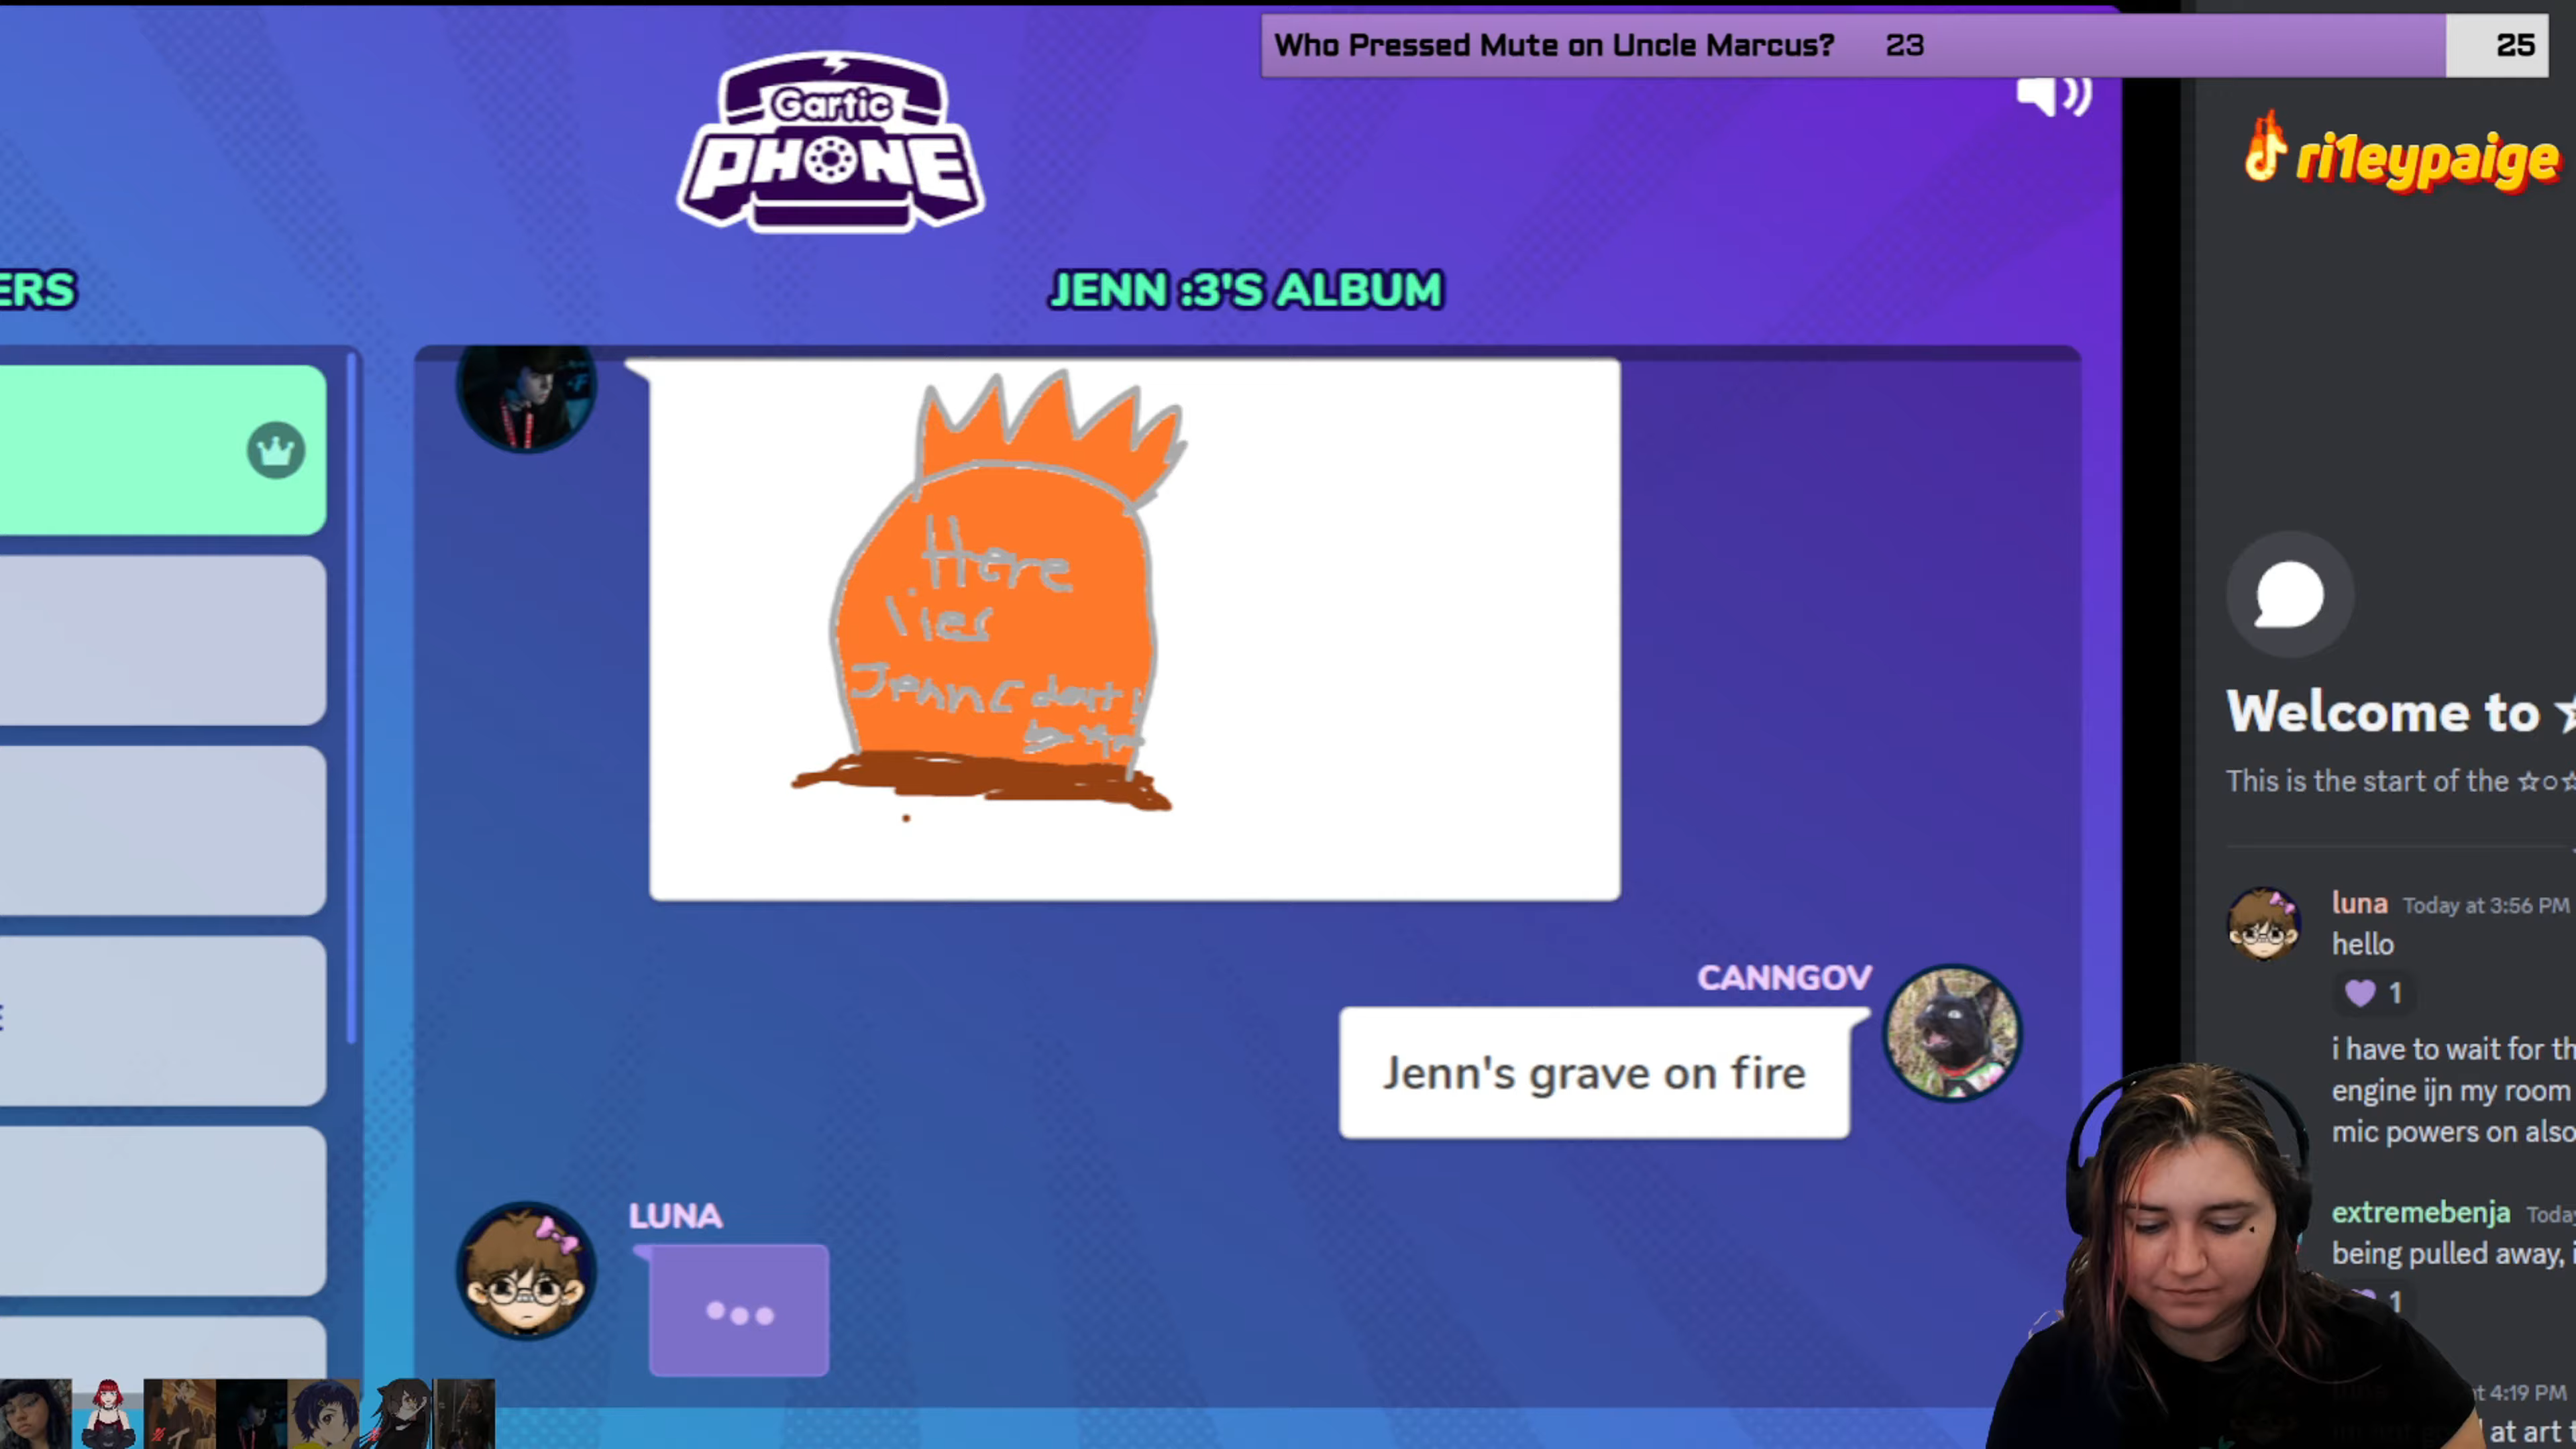 Who Pressed Mute on Uncle Marcus? 23 25
Gartic
PHONE
ri1eypaige
ERS
JENN :3'S ALBUM
Here
lies
Jenn
CANNGOV
Jenn's grave on fire
LUNA
Welcome to
This is the start of the
luna Today at 3:56 PM
hello
1
i have to wait for th
engine ijn my room
mic powers on also
extremebenja Today
being pulled away, i
1
t 4:19 PM
at art t